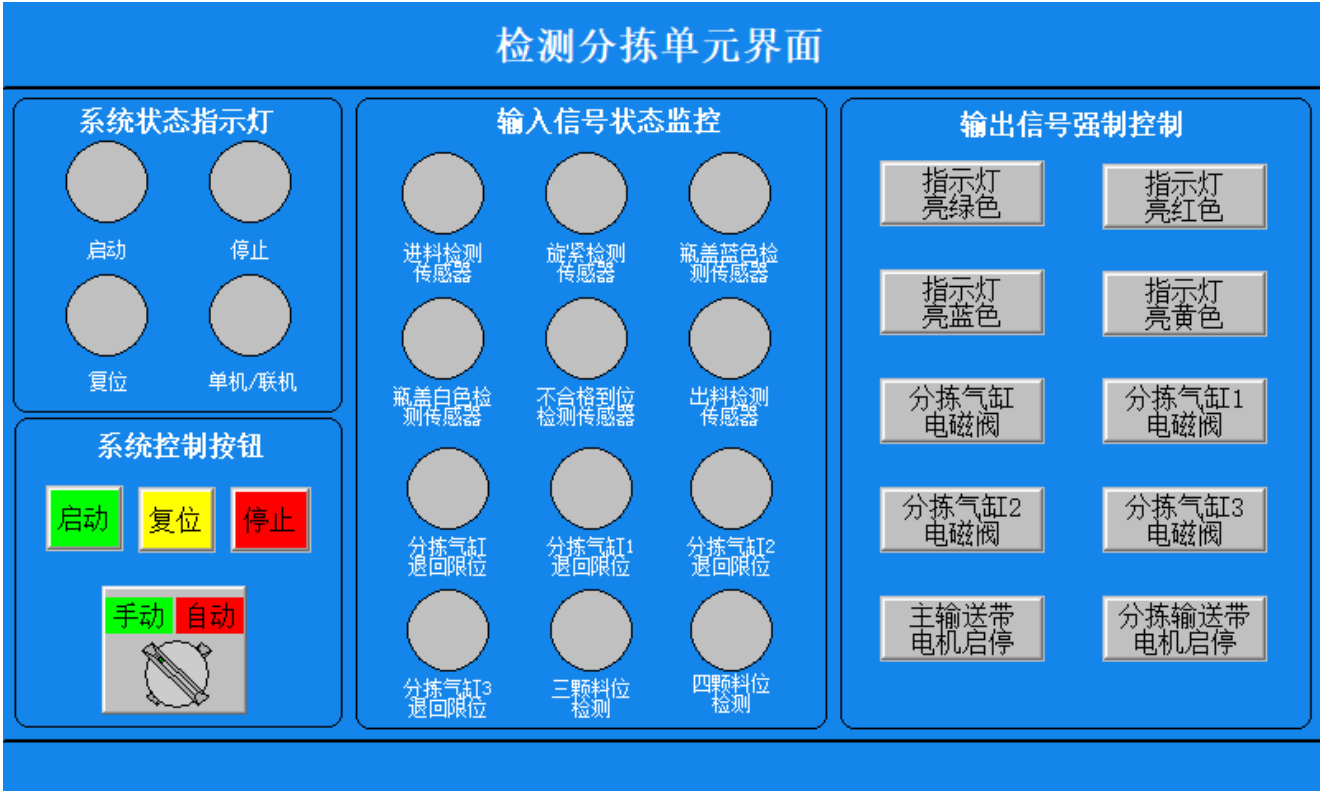 检测分拣单元界面
系统状态指示灯
启动
停止
复位
单机/联机
系统控制按钮
启动
复位
停止
手动
自动
输入信号状态监控
进料检测
传感器
旋紧检测
传感器
瓶盖蓝色检
测传感器
瓶盖白色检
测传感器
不合格到位
检测传感器
出料检测
传感器
分拣气缸
退回限位
分拣气缸1
退回限位
分拣气缸2
退回限位
分拣气缸3
退回限位
三颗料位
检测
四颗料位
检测
输出信号强制控制
指示灯
亮绿色
指示灯
亮红色
指示灯
亮蓝色
指示灯
亮黄色
分拣气缸
电磁阀
分拣气缸1
电磁阀
分拣气缸2
电磁阀
分拣气缸3
电磁阀
主输送带
电机启停
分拣输送带
电机启停